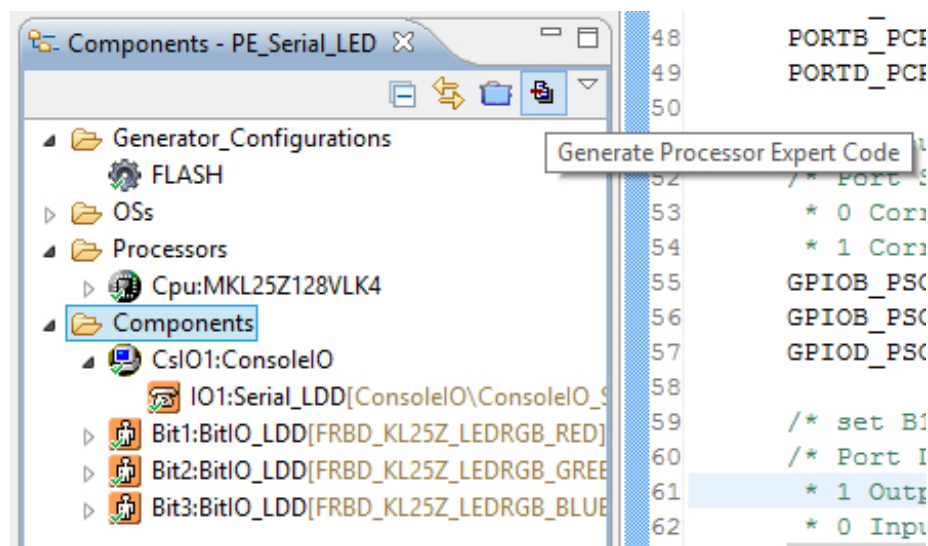 Components - PE_Serial_LED
Generator_Configurations
FLASH
OSs
Processors
Cpu:MKL25Z128VLK4
Components
CsIO1:ConsoleIO
IO1:Serial_LDD[ConsoleIO\ConsoleIO_S
Bit1:BitIO_LDD[FRBD_KL25Z_LEDRGB_RED]
Bit2:BitIO_LDD[FRBD_KL25Z_LEDRGB_GREE
Bit3:BitIO_LDD[FRBD_KL25Z_LEDRGB_BLUE
Generate Processor Expert Code
48 PORTB_PCR
49 PORTD_PCR
50
52 /* Port S
53 * 0 Corr
54 * 1 Corr
55 GPIOB_PSO
56 GPIOB_PSO
57 GPIOD_PSO
58
59 /* set B1
60 /* Port D
61 * 1 Outp
62 * 0 Inpu